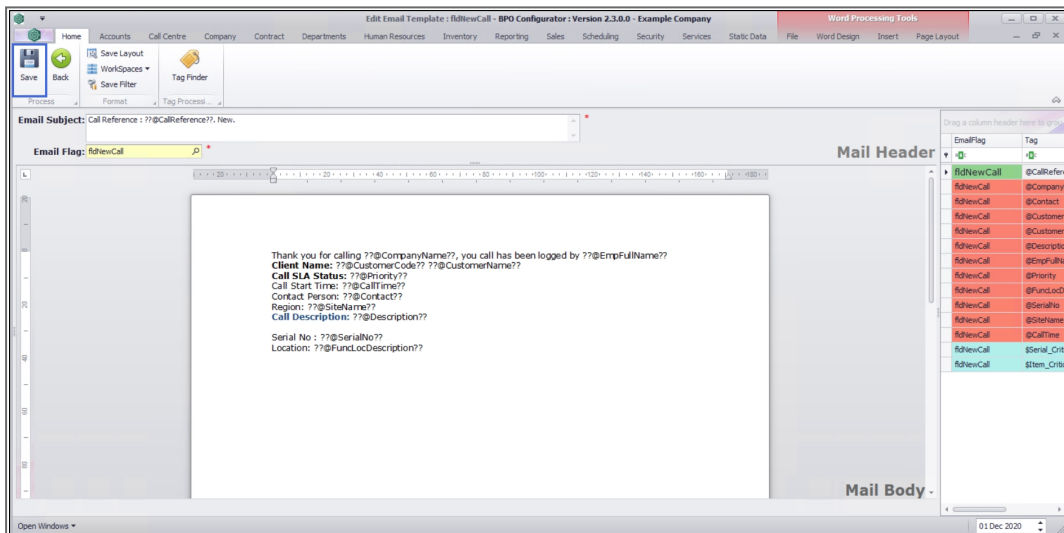 Edit Email Template : fldNewCall - BPO Configurator : Version 2.3.0.0 - Example Company
Word Processing Tools
Home Accounts Call Centre Company Contract Departments Human Resources Inventory Reporting Sales Scheduling Security Services Static Data File Word Design Insert Page Layout
Save
Back
Save Layout
WorkSpaces
Save Filter
Tag Finder
Process Format Tag Processi...
Email Subject: Call Reference : ??@CallReference??. New. *
Email Flag: fldNewCall *
Mail Header
Drag a column header here to grou
EmailFlag Tag
fldNewCall @CallRefere
fldNewCall @Company
fldNewCall @Contact
fldNewCall @Customer
fldNewCall @Customer
fldNewCall @Descriptio
fldNewCall @EmpFullNa
fldNewCall @Priority
fldNewCall @FuncLocD
fldNewCall @SerialNo
fldNewCall @SiteName
fldNewCall @CallTime
fldNewCall $Serial_Crit
fldNewCall $Item_Critic
Thank you for calling ??@CompanyName??, you call has been logged by ??@EmpFullName??
Client Name: ??@CustomerCode?? ??@CustomerName??
Call SLA Status: ??@Priority??
Call Start Time: ??@CallTime??
Contact Person: ??@Contact??
Region: ??@SiteName??
Call Description: ??@Description??
Serial No : ??@SerialNo??
Location: ??@FuncLocDescription??
Mail Body
Open Windows
01 Dec 2020